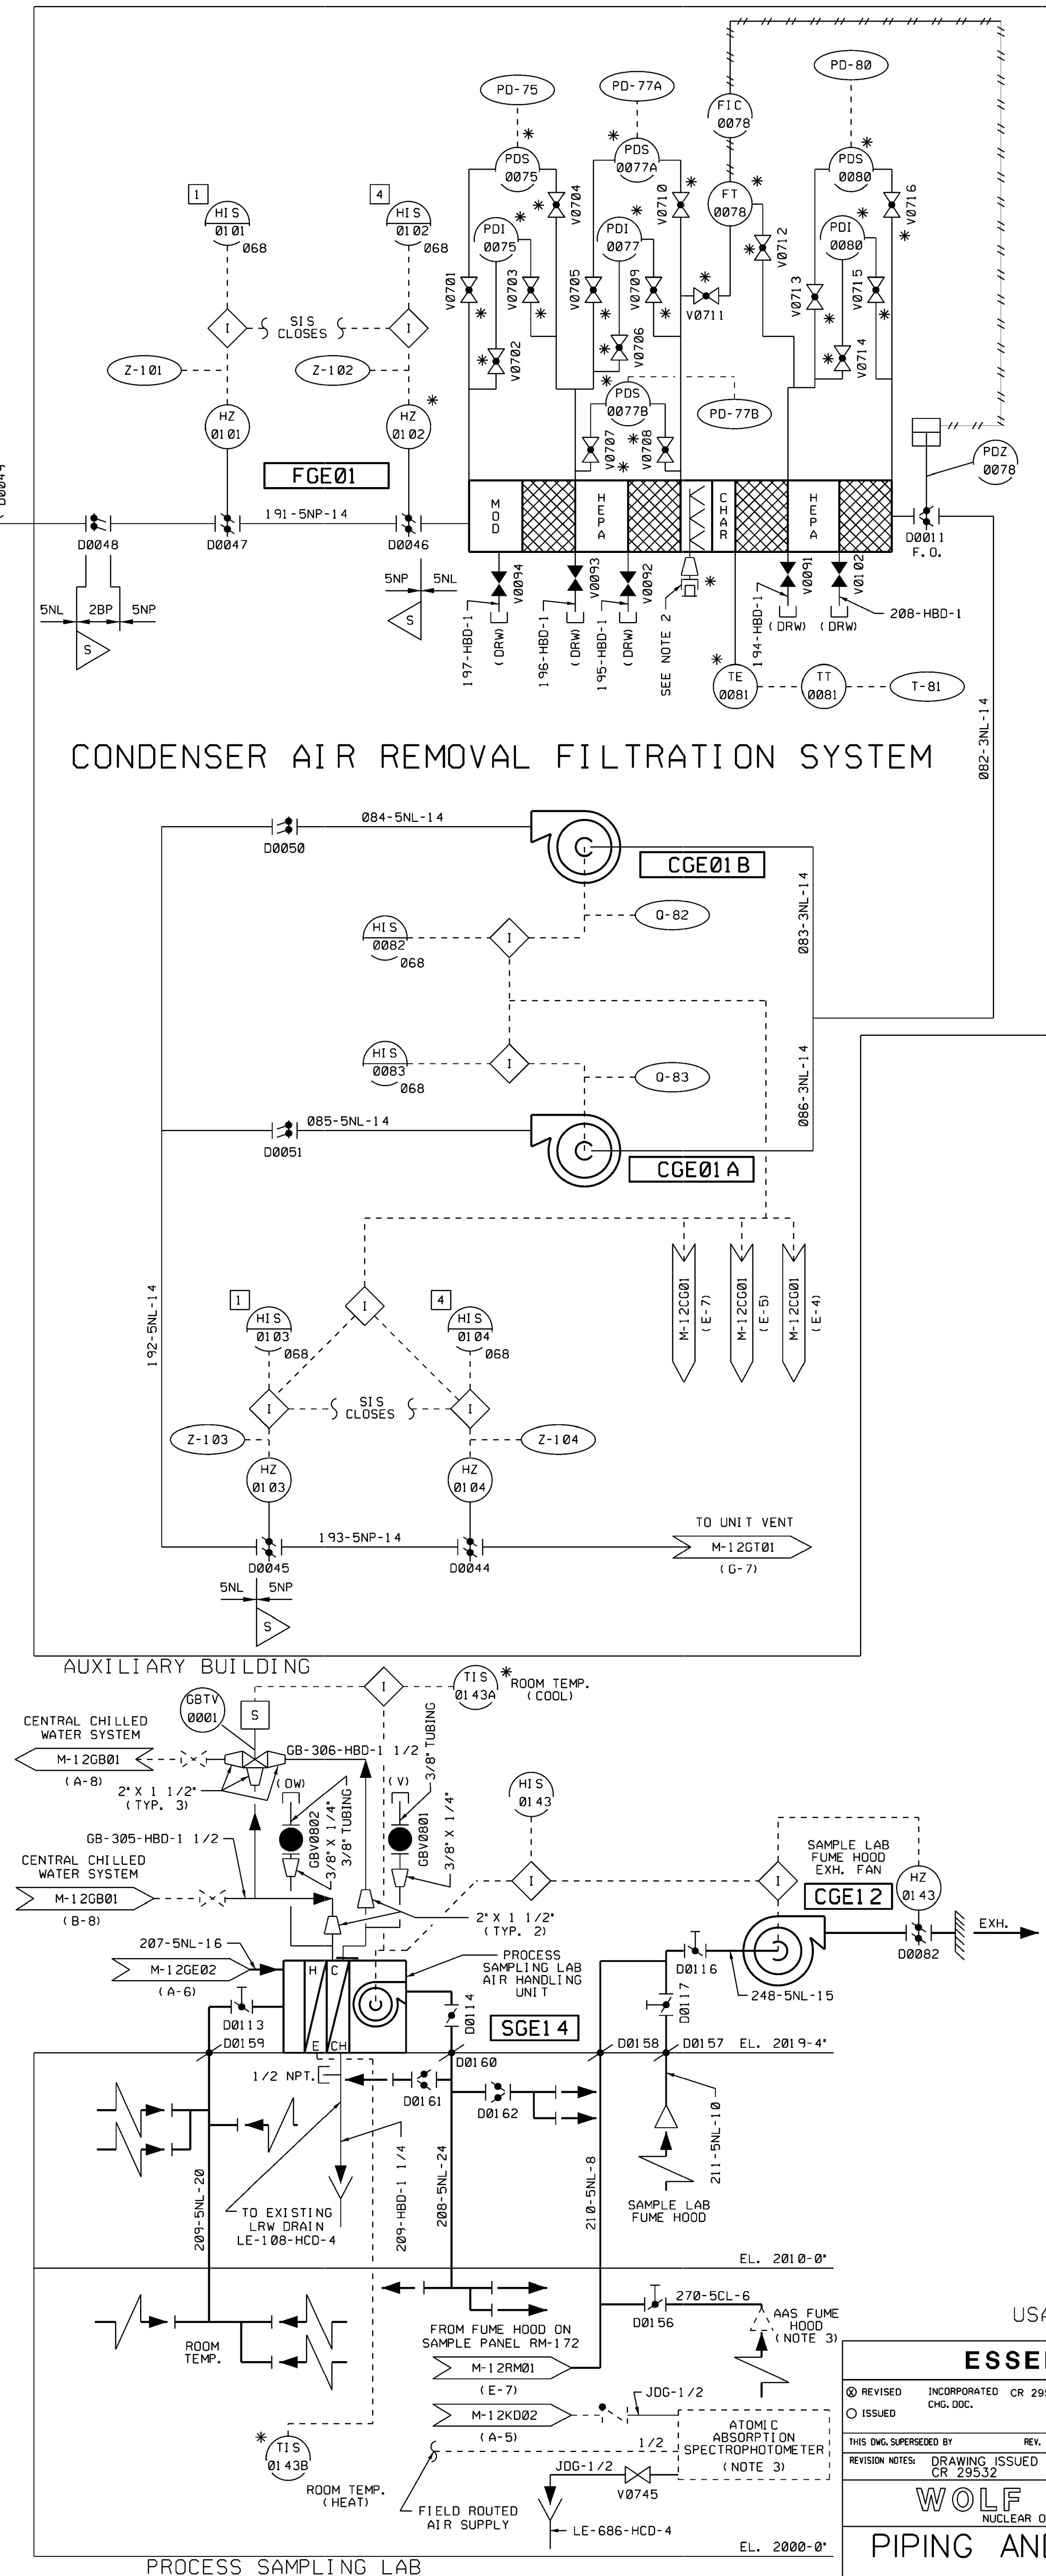 PD-75
PD-77A
PD-80
FIC
0078
PDS
0075
PDS
0077A
PDS
0080
FT
0078
V0704
V0710
V0712
V0716
1
HIS
0101
068
4
HIS
0102
068
PDI
0075
PDI
0077
PDI
0080
V0701
V0703
V0705
V0709
V0711
V0713
V0715
I
SIS
CLOSES
I
V0702
V0706
V0714
Z-101
Z-102
PDS
0077B
PD-77B
HZ
0101
HZ
0102
V0707
V0708
PDZ
0078
FGE01
D0049
191-5NP-14
MOD
HEPA
CHAR
HEPA
D0048
D0047
D0046
D0011
F.O.
5NP
5NL
5NL
2BP
5NP
S
S
V0094
V0093
V0092
V0091
V0102
197-HBD-1
(DRW)
196-HBD-1
(DRW)
195-HBD-1
(DRW)
SEE NOTE 2
194-HBD-1
(DRW)
(DRW)
208-HBD-1
TE
0081
TT
0081
T-81
082-3NL-14
CONDENSER AIR REMOVAL FILTRATION SYSTEM
084-5NL-14
D0050
CGE01B
HIS
0082
068
I
Q-82
083-3NL-14
HIS
0083
068
I
Q-83
086-3NL-14
085-5NL-14
D0051
CGE01A
192-5NL-14
M-12CG01
(E-7)
M-12CG01
(E-5)
M-12CG01
(E-4)
I
1
HIS
0103
068
4
HIS
0104
068
I
SIS
CLOSES
I
Z-103
Z-104
HZ
0103
HZ
0104
193-5NP-14
TO UNIT VENT
M-12GT01
(G-7)
D0045
D0044
5NL
5NP
S
AUXILIARY BUILDING
GBTV
0001
S
I
TIS
0143A
ROOM TEMP.
(COOL)
CENTRAL CHILLED
WATER SYSTEM
M-12GB01
(A-8)
GB-306-HBD-1 1/2
2" X 1 1/2"
(TYP. 3)
(OW)
(V)
3/8" TUBING
3/8" TUBING
GBV0802
3/8" X 1/4"
GBV0801
3/8" X 1/4"
HIS
0143
GB-305-HBD-1 1/2
CENTRAL CHILLED
WATER SYSTEM
M-12GB01
(B-8)
SAMPLE LAB
FUME HOOD
EXH. FAN
I
I
CGE12
HZ
0143
2" X 1 1/2"
(TYP. 2)
EXH.
D0082
207-5NL-16
M-12GE02
(A-6)
H
C
E
CH
PROCESS
SAMPLING LAB
AIR HANDLING
UNIT
D0116
248-5NL-15
D0117
D0113
D0114
SGE14
D0159
D0160
D0158
D0157
EL. 2019-4"
1/2 NPT.
D0161
D0162
209-5NL-20
TO EXISTING
LRW DRAIN
LE-108-HCD-4
209-HBD-1 1/4
208-5NL-24
210-5NL-8
211-5NL-10
SAMPLE LAB
FUME HOOD
EL. 2010-0"
ROOM
TEMP.
FROM FUME HOOD ON
SAMPLE PANEL RM-172
M-12RM01
(E-7)
D0156
270-5CL-6
AAS FUME
HOOD
(NOTE 3)
M-12KD02
(A-5)
JDG-1/2
1/2
ATOMIC
ABSORPTION
SPECTROPHOTOMETER
(NOTE 3)
JDG-1/2
V0745
TIS
0143B
ROOM TEMP.
(HEAT)
FIELD ROUTED
AIR SUPPLY
LE-686-HCD-4
EL. 2000-0"
PROCESS SAMPLING LAB
USA
ESSE
REVISED
INCORPORATED CR 295
CHG. DOC.
ISSUED
THIS DWG. SUPERSEDED BY
REV.
REVISION NOTES: DRAWING ISSUED
CR 29532
WOLF
NUCLEAR O
PIPING AND